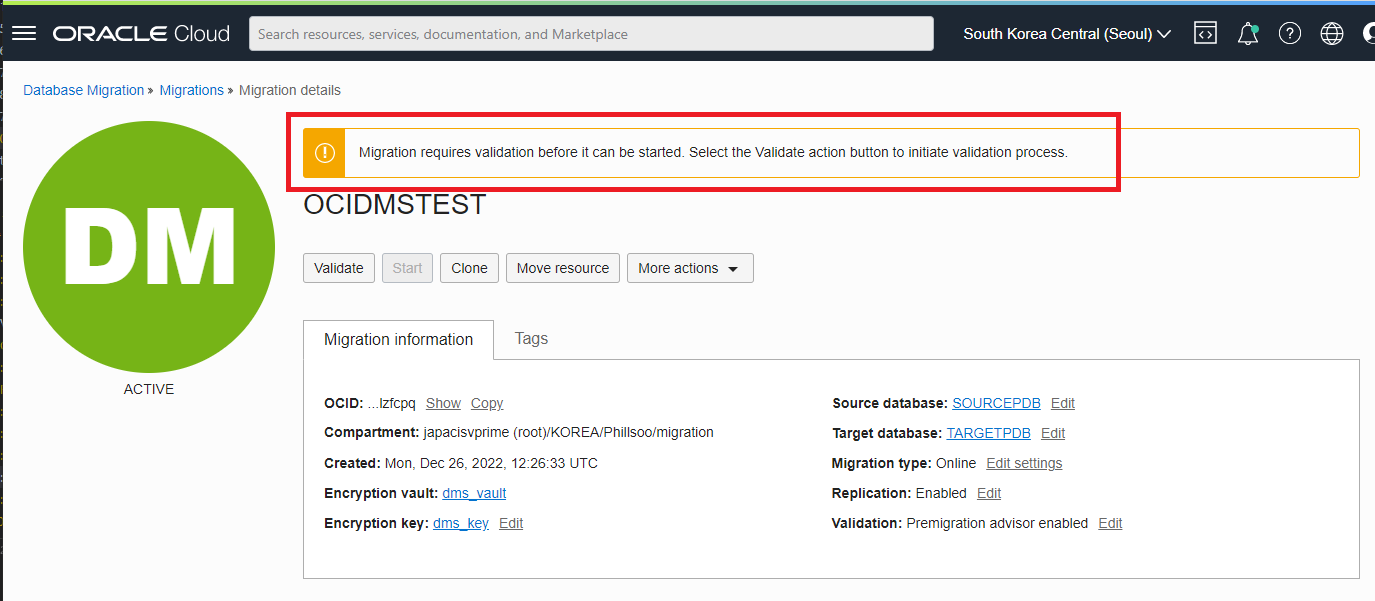 ORACLE Cloud
Search resources, services, documentation, and Marketplace
South Korea Central (Seoul)
Database Migration » Migrations » Migration details
DM
ACTIVE
Migration requires validation before it can be started. Select the Validate action button to initiate validation process.
OCIDMSTEST
Validate Start Clone Move resource More actions
Migration information Tags
OCID: ...lzfcpq Show Copy
Compartment: japacisvprime (root)/KOREA/Phillsoo/migration
Created: Mon, Dec 26, 2022, 12:26:33 UTC
Encryption vault: dms_vault
Encryption key: dms_key Edit
Source database: SOURCEPDB Edit
Target database: TARGETPDB Edit
Migration type: Online Edit settings
Replication: Enabled Edit
Validation: Premigration advisor enabled Edit